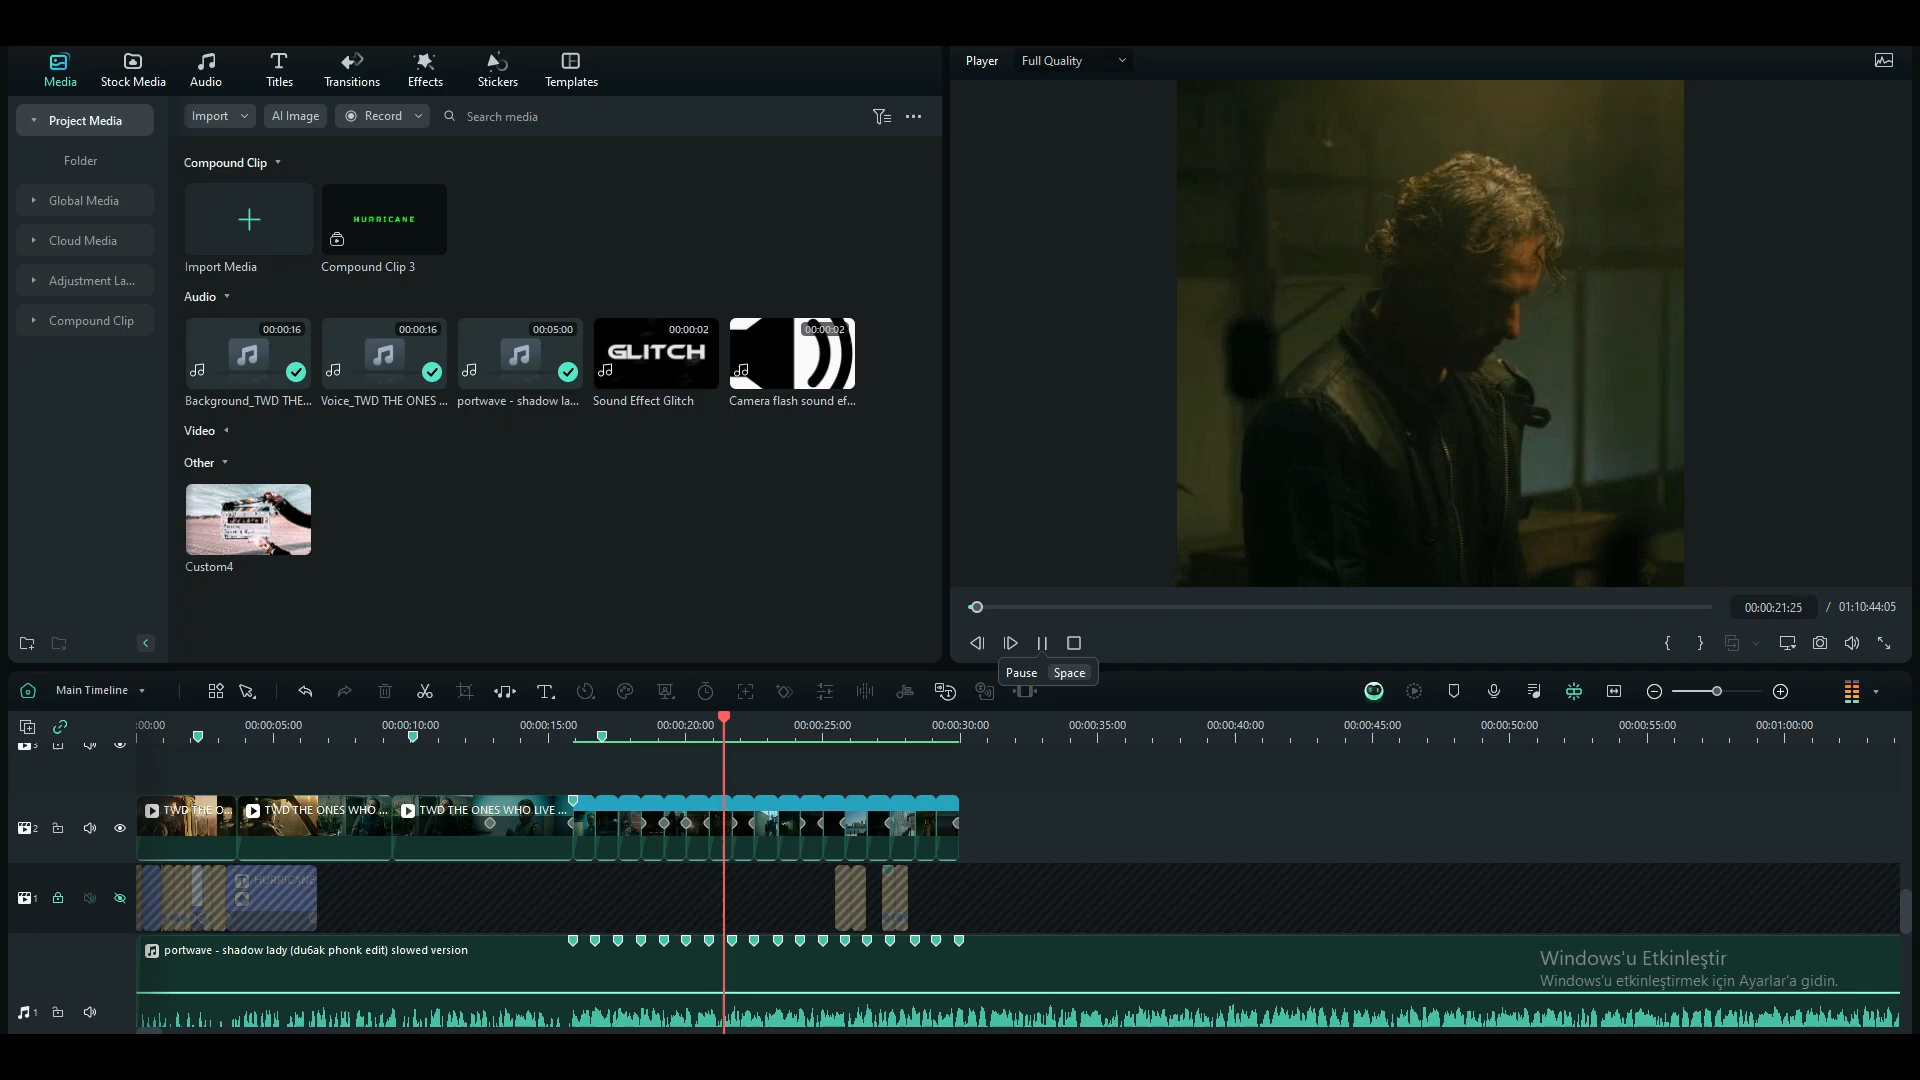 Media
Stock Media
Audio
Titles
Transitions
Effects
Stickers
Templates
Player
Full Quality
Project Media
Folder
Global Media
Cloud Media
Adjustment La...
Compound Clip
Import
AI Image
Record
Search media
Compound Clip
HURRICANE
Import Media
Compound Clip 3
Audio
00:00:16
00:00:16
00:05:00
GLITCH
00:00:02
00:00:02
Background_TWD THE...
Voice_TWD THE ONES ...
portwave - shadow la...
Sound Effect Glitch
Camera flash sound ef...
Video
Other
Custom4
00:00:21:25 / 01:10:44:05
Pause Space
Main Timeline
:00:00
00:00:05:00
00:00:10:00
00:00:15:00
00:00:20:00
00:00:25:00
00:00:30:00
00:00:35:00
00:00:40:00
00:00:45:00
00:00:50:00
00:00:55:00
00:01:00:00
3
2
TWD THE O...
TWD THE ONES WHO ...
TWD THE ONES WHO LIVE ...
1
HURRICANE
portwave - shadow lady (du6ak phonk edit) slowed version
1
Windows'u Etkinleştir
Windows'u etkinleştirmek için Ayarlar'a gidin.